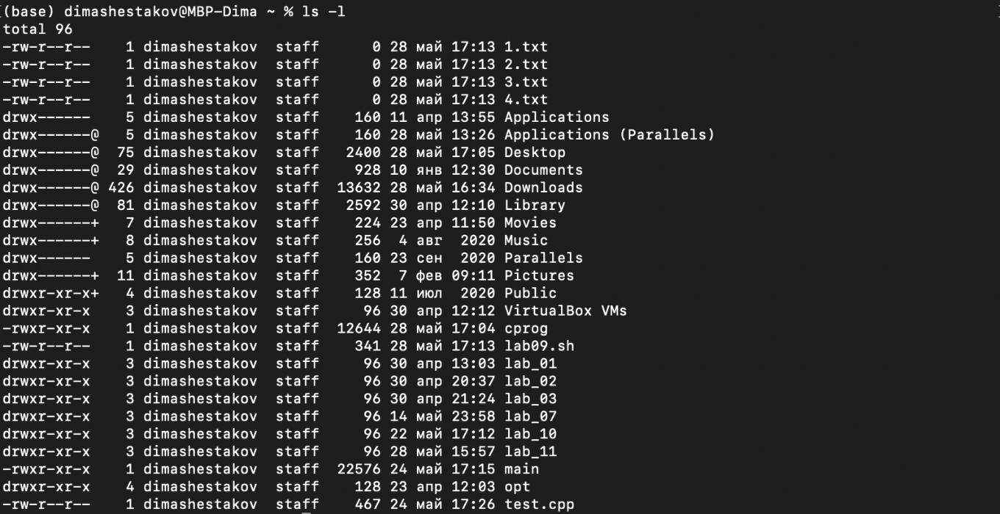 (base) dimashestakov@MBP-Dima ~ % ls -l
total 96
-rw-r--r--    1 dimashestakov  staff      0 28 май 17:13 1.txt
-rw-r--r--    1 dimashestakov  staff      0 28 май 17:13 2.txt
-rw-r--r--    1 dimashestakov  staff      0 28 май 17:13 3.txt
-rw-r--r--    1 dimashestakov  staff      0 28 май 17:13 4.txt
drwx------    5 dimashestakov  staff    160 11 апр 13:55 Applications
drwx------@   5 dimashestakov  staff    160 28 май 13:26 Applications (Parallels)
drwx------@  75 dimashestakov  staff   2400 28 май 17:05 Desktop
drwx------@  29 dimashestakov  staff    928 10 янв 12:30 Documents
drwx------@ 426 dimashestakov  staff  13632 28 май 16:34 Downloads
drwx------@  81 dimashestakov  staff   2592 30 апр 12:10 Library
drwx------+   7 dimashestakov  staff    224 23 апр 11:50 Movies
drwx------+   8 dimashestakov  staff    256  4 авг  2020 Music
drwx------    5 dimashestakov  staff    160 23 сен  2020 Parallels
drwx------+  11 dimashestakov  staff    352  7 фев 09:11 Pictures
drwxr-xr-x+   4 dimashestakov  staff    128 11 июл  2020 Public
drwxr-xr-x    3 dimashestakov  staff     96 30 апр 12:12 VirtualBox VMs
-rwxr-xr-x    1 dimashestakov  staff  12644 28 май 17:04 cprog
-rw-r--r--    1 dimashestakov  staff    341 28 май 17:13 lab09.sh
drwxr-xr-x    3 dimashestakov  staff     96 30 апр 13:03 lab_01
drwxr-xr-x    3 dimashestakov  staff     96 30 апр 20:37 lab_02
drwxr-xr-x    3 dimashestakov  staff     96 30 апр 21:24 lab_03
drwxr-xr-x    3 dimashestakov  staff     96 14 май 23:58 lab_07
drwxr-xr-x    3 dimashestakov  staff     96 22 май 17:12 lab_10
drwxr-xr-x    3 dimashestakov  staff     96 28 май 15:57 lab_11
-rwxr-xr-x    1 dimashestakov  staff  22576 24 май 17:15 main
drwxr-xr-x    4 dimashestakov  staff    128 23 апр 12:03 opt
-rw-r--r--    1 dimashestakov  staff    467 24 май 17:26 test.cpp